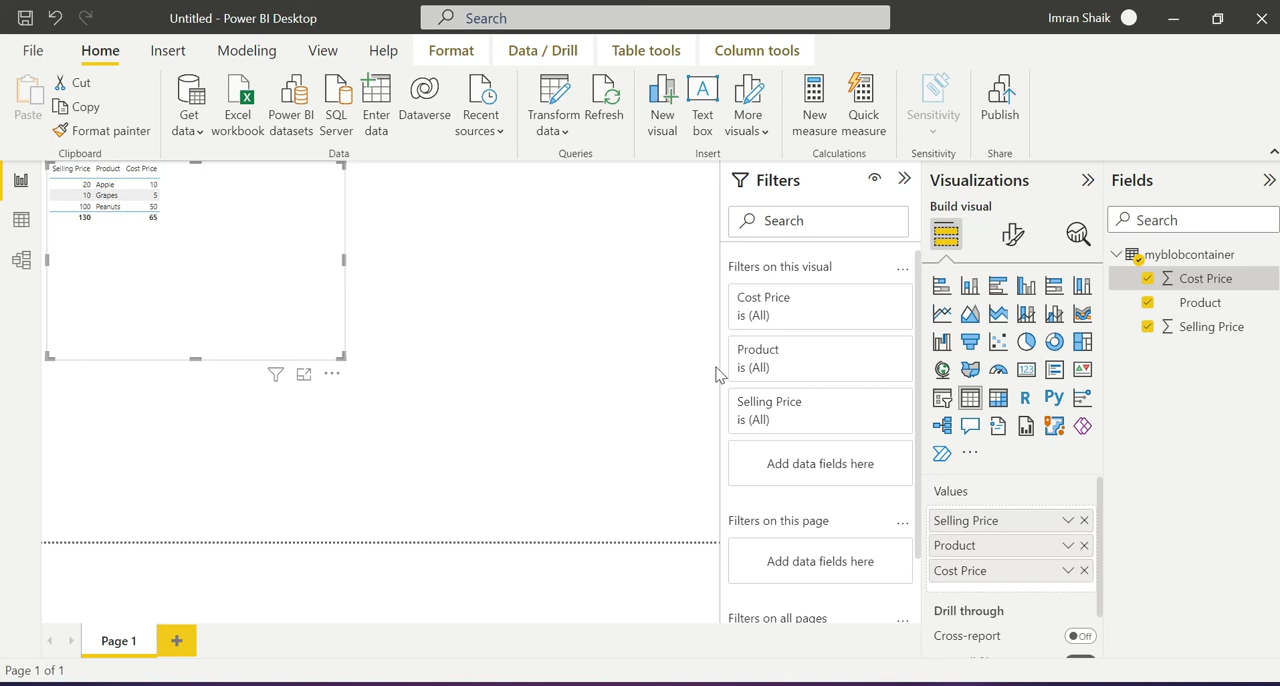 Untitled - Power BI Desktop
Search
Imran Shaik
File
Home
Insert
Modeling
View
Help
Format
Data / Drill
Table tools
Column tools
Paste
Cut
Copy
Format painter
Clipboard
Get data
Excel workbook
Power BI datasets
SQL Server
Enter data
Dataverse
Recent sources
Data
Transform data
Refresh
Queries
New visual
Text box
More visuals
Insert
New measure
Quick measure
Calculations
Sensitivity
Sensitivity
Publish
Share
Selling Price Product Cost Price
20 Apple 10
10 Grapes 5
100 Peanuts 50
130 65
Filters
Search
Filters on this visual
...
Cost Price
is (All)
Product
is (All)
Selling Price
is (All)
Add data fields here
Filters on this page
...
Add data fields here
Filters on all pages
...
Visualizations
Build visual
123
R
Py
...
Values
Selling Price
Product
Cost Price
Drill through
Cross-report
Off
Fields
Search
myblobcontainer
Cost Price
Product
Selling Price
Page 1
Page 1 of 1